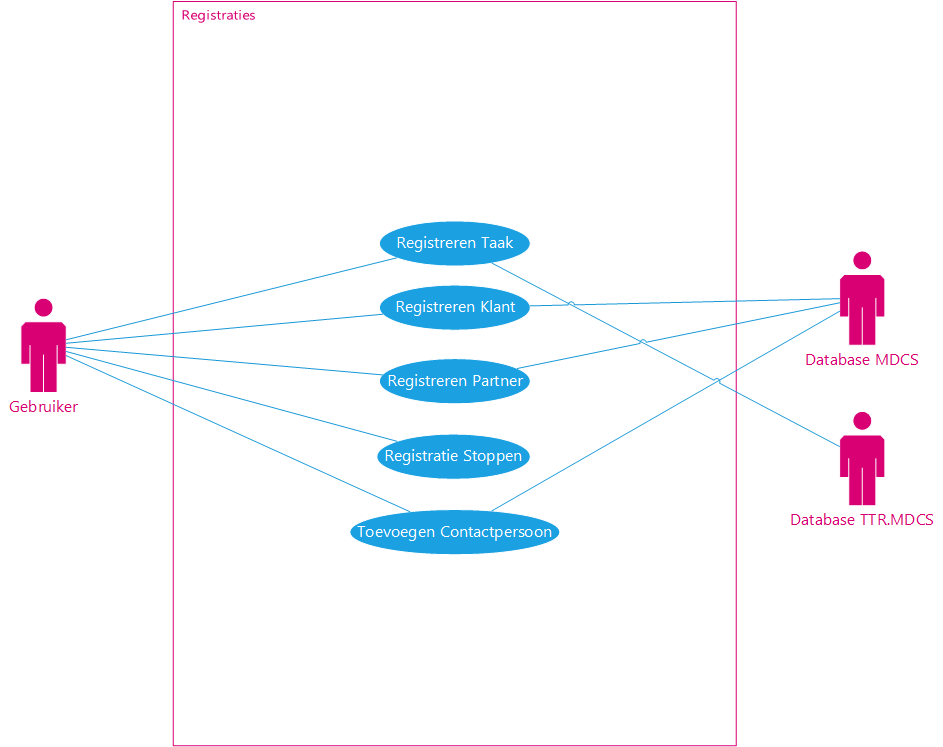 Registraties
Registreren Taak
Registreren Klant
Registreren Partner
Registratie Stoppen
Toevoegen Contactpersoon
Gebruiker
Database MDCS
Database TTR.MDCS